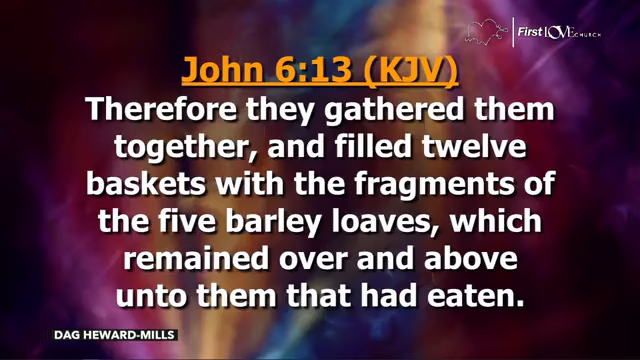 First LOVE CHURCH
John 6:13 (KJV)
Therefore they gathered them
together, and filled twelve
baskets with the fragments of
the five barley loaves, which
remained over and above
unto them that had eaten.
DAG HEWARD-MILLS